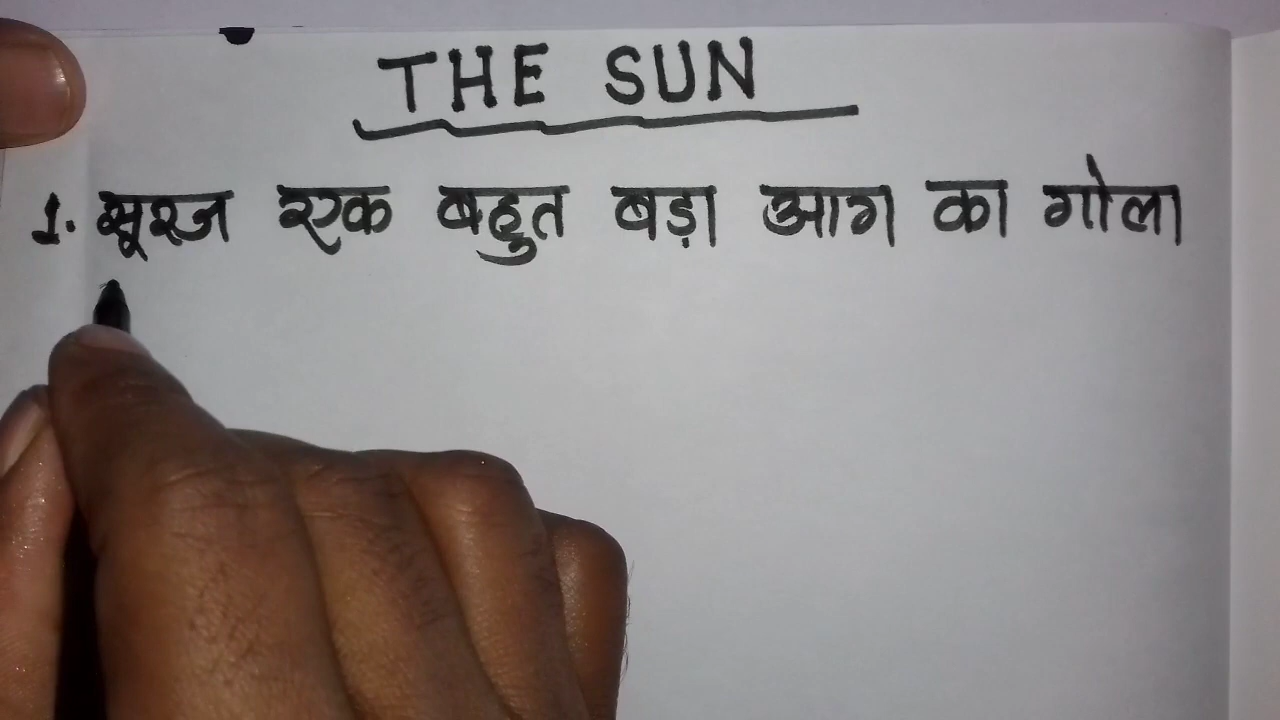 THE SUN
1. सूरज एक बहुत बड़ा आग का गोला